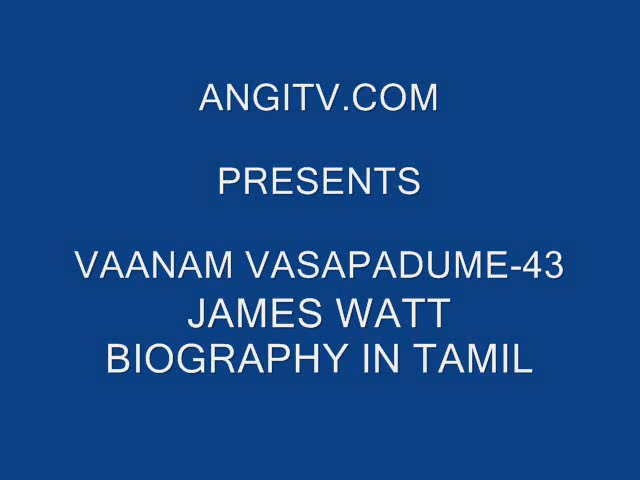 ANGITV.COM
PRESENTS
VAANAM VASAPADUME-43
JAMES WATT
BIOGRAPHY IN TAMIL